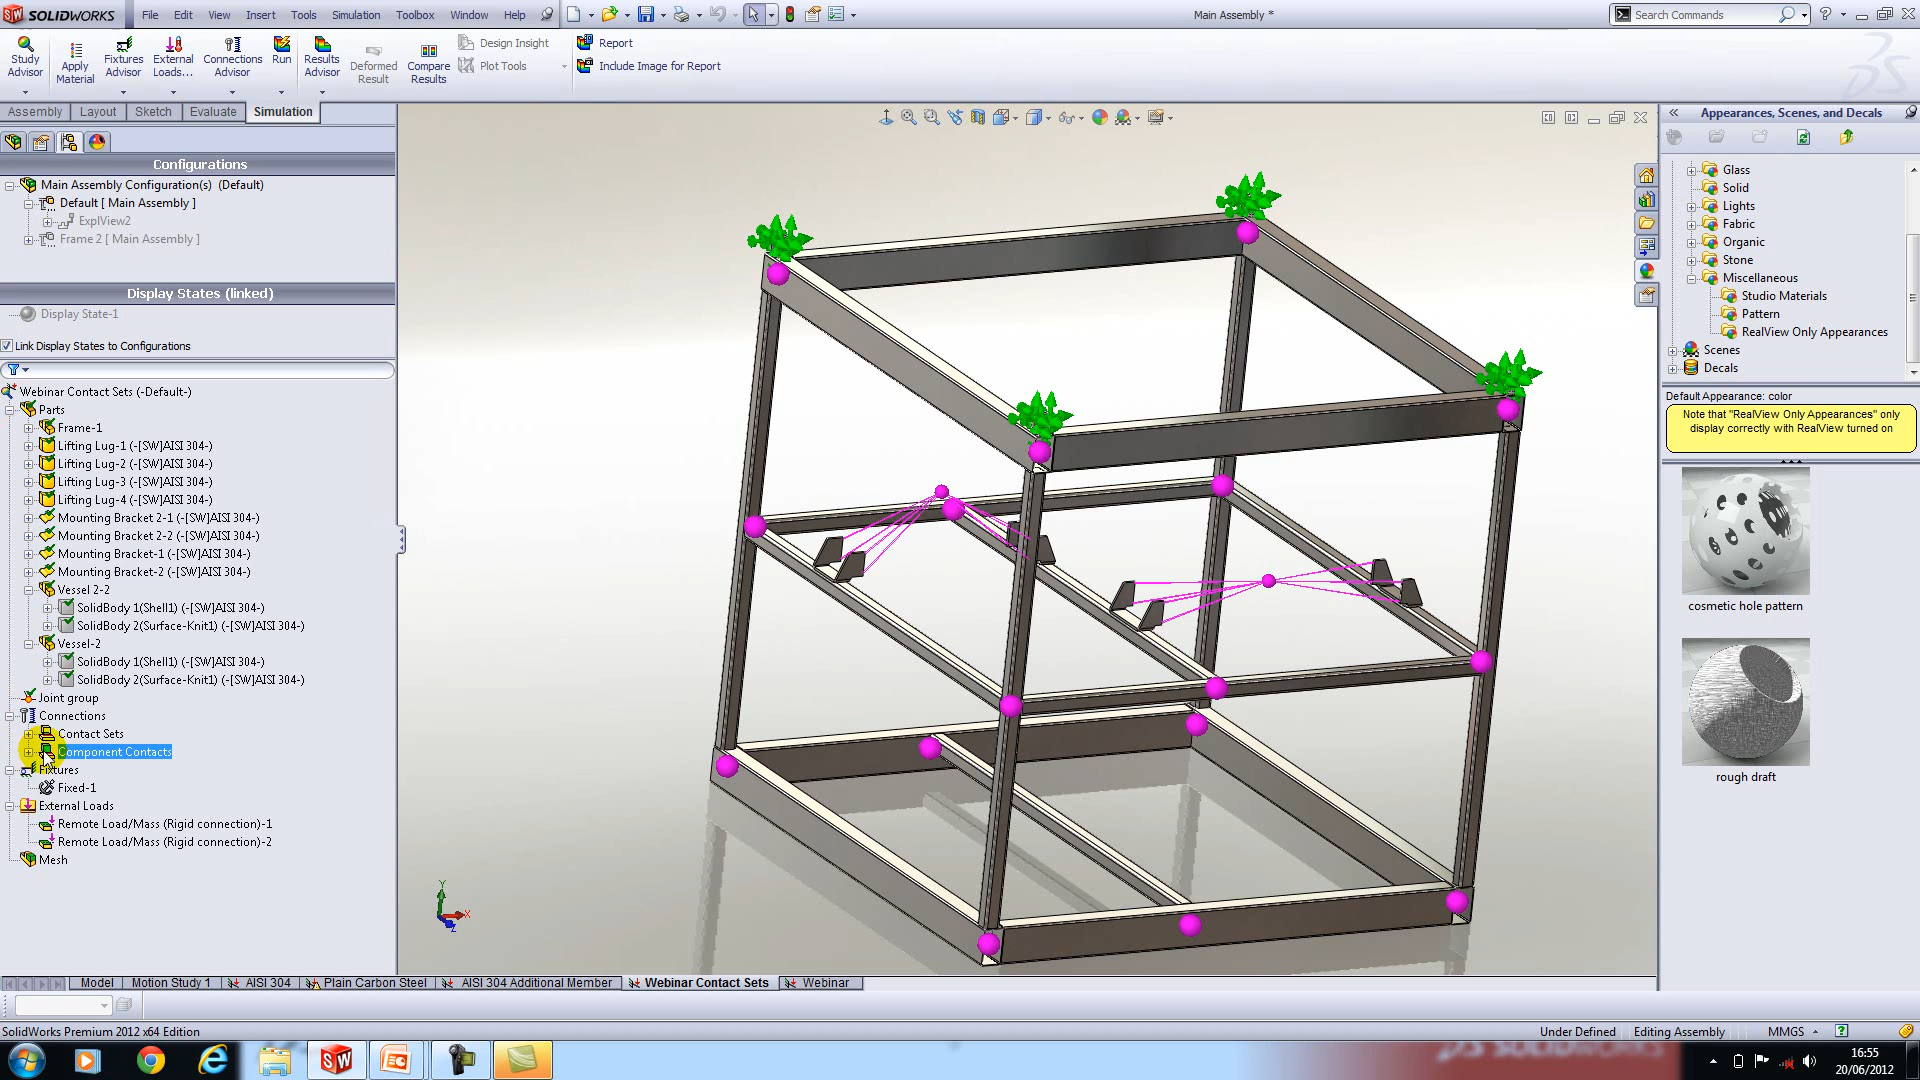 SOLIDWORKS File Edit View Insert Tools Simulation Toolbox Window Help Main Assembly * Search Commands
Study Advisor
Apply Material
Fixtures Advisor
External Loads...
Connections Advisor
Run
Results Advisor
Deformed Result
Compare Results
Design Insight
Plot Tools
Report
Include Image for Report
Assembly Layout Sketch Evaluate Simulation
Configurations
Main Assembly Configuration(s) (Default)
Default [ Main Assembly ]
ExplView2
Frame 2 [ Main Assembly ]
Display States (linked)
Display State-1
Link Display States to Configurations
Webinar Contact Sets (-Default-)
Parts
Frame-1
Lifting Lug-1 (-[SW]AISI 304-)
Lifting Lug-2 (-[SW]AISI 304-)
Lifting Lug-3 (-[SW]AISI 304-)
Lifting Lug-4 (-[SW]AISI 304-)
Mounting Bracket 2-1 (-[SW]AISI 304-)
Mounting Bracket 2-2 (-[SW]AISI 304-)
Mounting Bracket-1 (-[SW]AISI 304-)
Mounting Bracket-2 (-[SW]AISI 304-)
Vessel 2-2
SolidBody 1(Shell1) (-[SW]AISI 304-)
SolidBody 2(Surface-Knit1) (-[SW]AISI 304-)
Vessel-2
SolidBody 1(Shell1) (-[SW]AISI 304-)
SolidBody 2(Surface-Knit1) (-[SW]AISI 304-)
Joint group
Connections
Contact Sets
Component Contacts
Fixtures
Fixed-1
External Loads
Remote Load/Mass (Rigid connection)-1
Remote Load/Mass (Rigid connection)-2
Mesh
Y
X
Z
Appearances, Scenes, and Decals
Glass
Solid
Lights
Fabric
Organic
Stone
Miscellaneous
Studio Materials
Pattern
RealView Only Appearances
Scenes
Decals
Default Appearance: color
Note that "RealView Only Appearances" only
display correctly with RealView turned on
cosmetic hole pattern
rough draft
Model Motion Study 1 AISI 304 Plain Carbon Steel AISI 304 Additional Member Webinar Contact Sets Webinar
SolidWorks Premium 2012 x64 Edition Under Defined Editing Assembly MMGS
16:55
20/06/2012